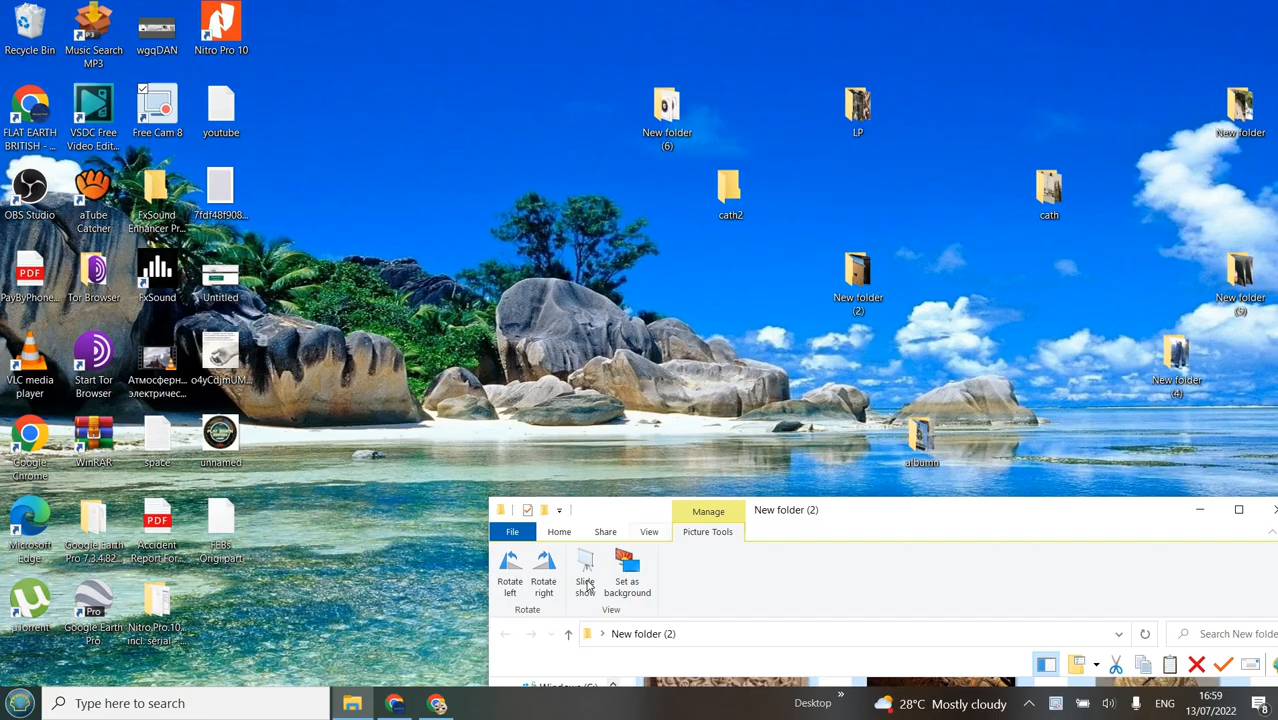 Recycle Bin
Music Search MP3
wgqDAN
Nitro Pro 10
FLAT EARTH BRITISH - ...
VSDC Free Video Edit...
Free Cam 8
youtube
OBS Studio
aTube Catcher
FxSound Enhancer Pr...
7fdf48f908...
PDF
PayByPhone...
Tor Browser
FxSound
Untitled
VLC media player
Start Tor Browser
Атмосферн... электричес...
o4yCdjmUM...
Google Chrome
WinRAR
space
unnamed
Microsoft Edge
Google Earth Pro 7.3.4.82...
PDF
Accident Report For...
Pro
Google Earth Pro
Nitro.Pro.10... incl. serial - ...
New folder (6)
LP
New folder
cath2
cath
New folder (2)
New folder (9)
New folder (4)
albumn
Manage
New folder (2)
File
Home
Share
View
Picture Tools
Rotate left
Rotate right
Slide show
Set as background
Rotate
View
New folder (2)
Search New folde
Type here to search
Desktop
»
28°C Mostly cloudy
ENG
16:59
13/07/2022
8